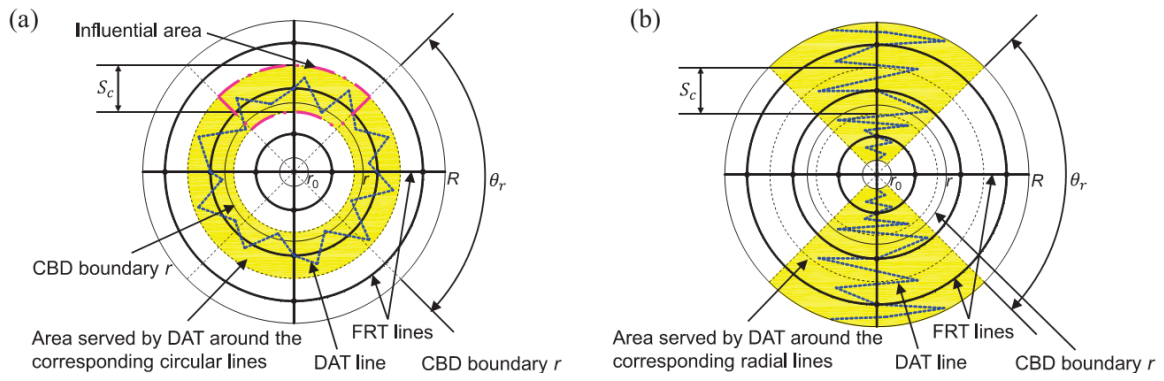 (a)
Influential area
S_c
r_0
r
R
θ_r
CBD boundary r
FRT lines
Area served by DAT around the
corresponding circular lines
DAT line
CBD boundary r
(b)
S_c
r_0
r
R
θ_r
Area served by DAT around the
corresponding radial lines
FRT lines
DAT line
CBD boundary r